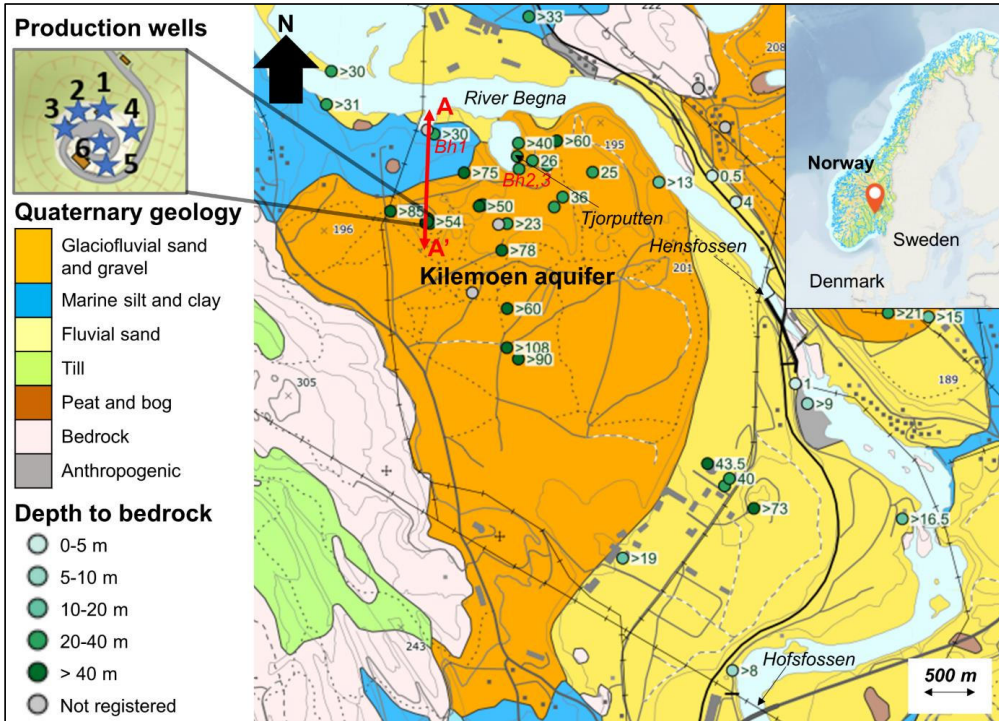 Production wells
1
2
3
4
5
6
Quaternary geology
Glaciofluvial sand
and gravel
Marine silt and clay
Fluvial sand
Till
Peat and bog
Bedrock
Anthropogenic
Depth to bedrock
0-5 m
5-10 m
10-20 m
20-40 m
> 40 m
Not registered
N
>33
222
208
>30
>31
River Begna
A
>30
Bh1
>40
>60
195
26
Bh2,3
25
>75
>13
0.5
4
>85
>50
36
Tjorputten
196
>54
>23
Hensfossen
A'
>78
201
Kilemoen aquifer
>60
>108
>90
305
1
>9
189
>21
>15
43.5
40
>73
>16.5
>19
243
>8
Hofsfossen
500 m
Norway
Sweden
Denmark